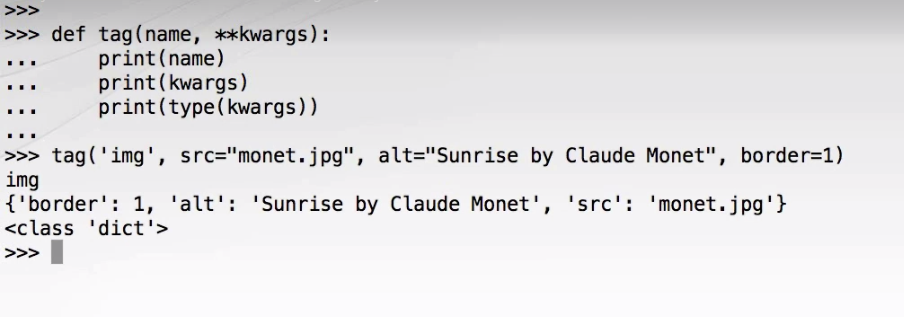 >>>
>>> def tag(name, **kwargs):
...     print(name)
...     print(kwargs)
...     print(type(kwargs))
...
>>> tag('img', src="monet.jpg", alt="Sunrise by Claude Monet", border=1)
img
{'border': 1, 'alt': 'Sunrise by Claude Monet', 'src': 'monet.jpg'}
<class 'dict'>
>>>